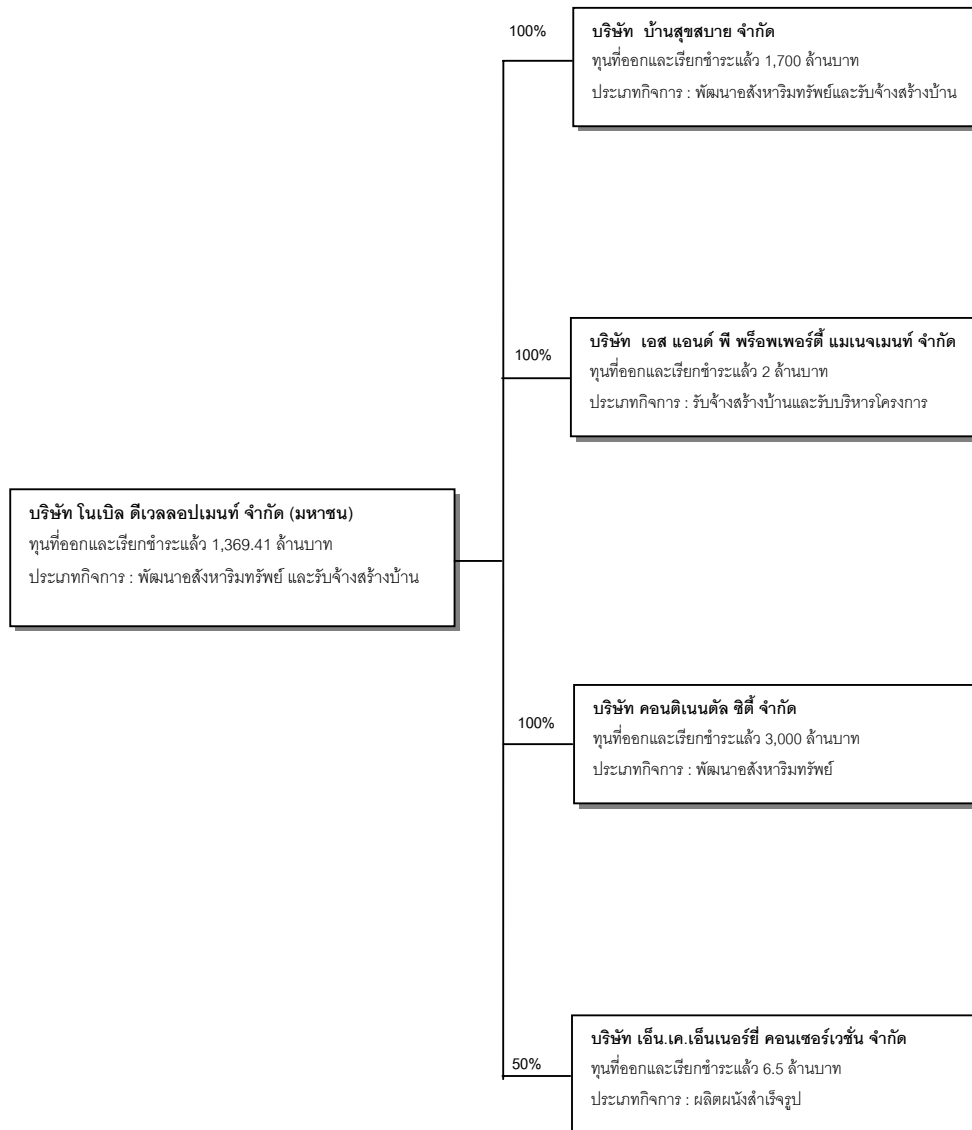 100%
บริษัท บ้านสุขสบาย จำกัด
ทุนที่ออกและเรียกชำระแล้ว 1,700 ล้านบาท
ประเภทกิจการ : พัฒนาอสังหาริมทรัพย์และรับจ้างสร้างบ้าน
100%
บริษัท เอส แอนด์ พี พร็อพเพอร์ตี้ แมเนจเมนท์ จำกัด
ทุนที่ออกและเรียกชำระแล้ว 2 ล้านบาท
ประเภทกิจการ : รับจ้างสร้างบ้านและรับบริหารโครงการ
บริษัท โนเบิล ดีเวลลอปเมนท์ จำกัด (มหาชน)
ทุนที่ออกและเรียกชำระแล้ว 1,369.41 ล้านบาท
ประเภทกิจการ : พัฒนาอสังหาริมทรัพย์ และรับจ้างสร้างบ้าน
100%
บริษัท คอนติเนนตัล ซิตี้ จำกัด
ทุนที่ออกและเรียกชำระแล้ว 3,000 ล้านบาท
ประเภทกิจการ : พัฒนาอสังหาริมทรัพย์
50%
บริษัท เอ็น.เค.เอ็นเนอร์ยี่ คอนเซอร์เวชั่น จำกัด
ทุนที่ออกและเรียกชำระแล้ว 6.5 ล้านบาท
ประเภทกิจการ : ผลิตผนังสำเร็จรูป